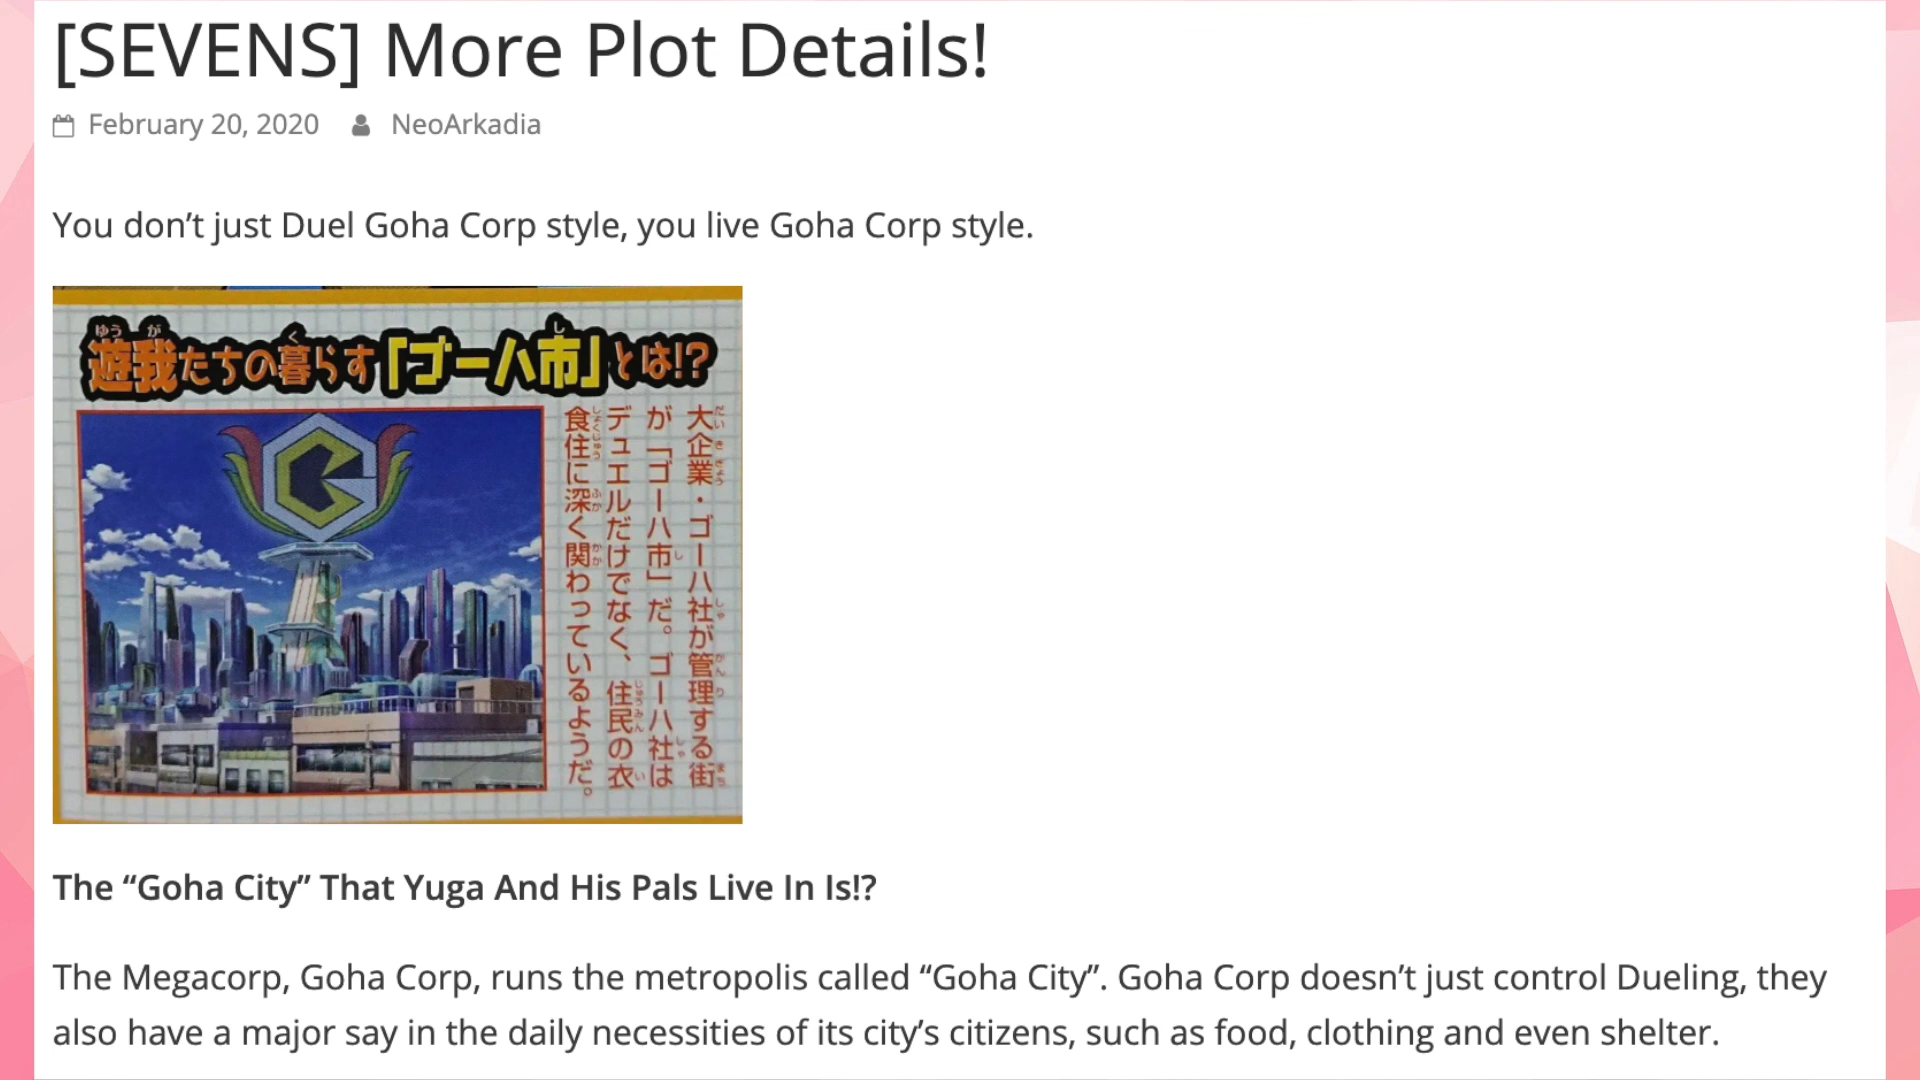 [SEVENS] More Plot Details!
February 20, 2020 NeoArkadia
You don’t just Duel Goha Corp style, you live Goha Corp style.
遊我たちの暮らす「ゴーハ市」とは!?
大企業・ゴーハ社が管理する街
が「ゴーハ市」だ。ゴーハ社は
デュエルだけでなく、住民の衣
食住に深く関わっているようだ。
The “Goha City” That Yuga And His Pals Live In Is!?
The Megacorp, Goha Corp, runs the metropolis called “Goha City”. Goha Corp doesn’t just control Dueling, they
also have a major say in the daily necessities of its city’s citizens, such as food, clothing and even shelter.